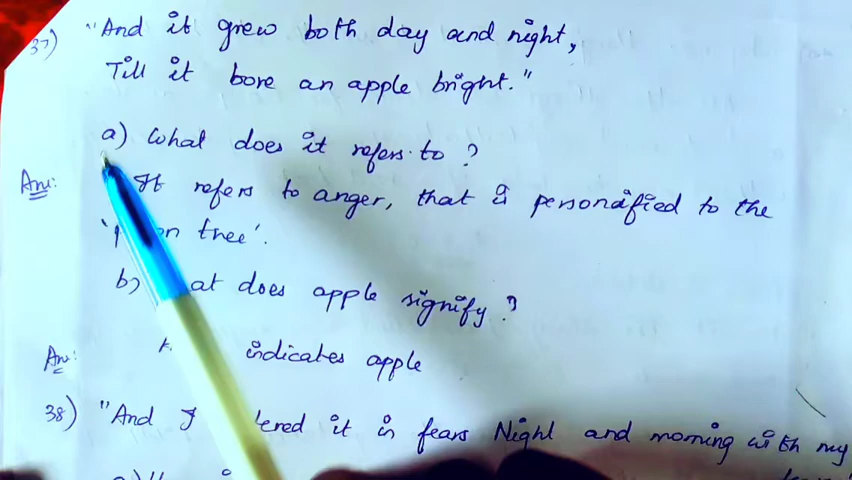 37) "And it grew both day and night,
Till it bore an apple bright."
a) What does it refers to ?
Ans: It refers to anger, that is personified to the
tree'.
b) does apple signify ?
Ans: indicates apple
38) "And I it in fears Night and morning with my